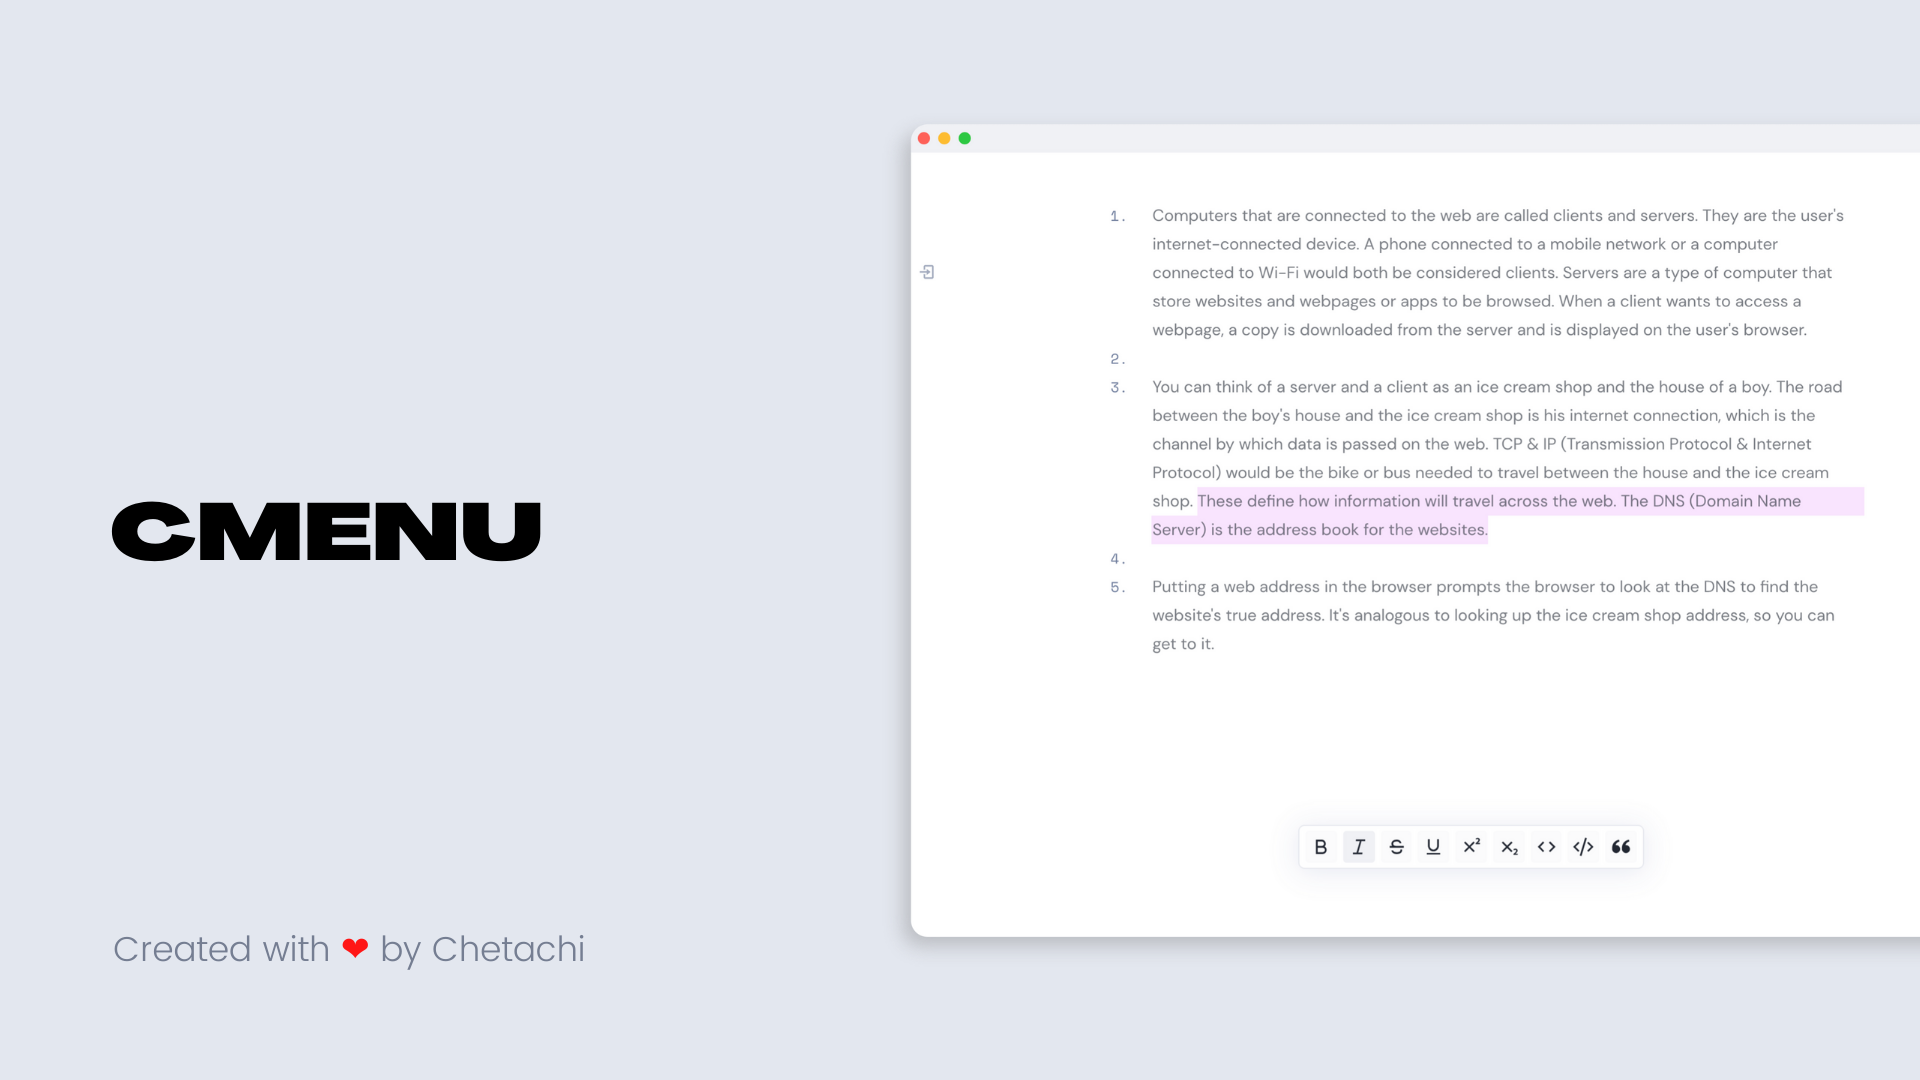 CMENU
Created with ❤ by Chetachi
1. Computers that are connected to the web are called clients and servers. They are the user's
internet-connected device. A phone connected to a mobile network or a computer
connected to Wi-Fi would both be considered clients. Servers are a type of computer that
store websites and webpages or apps to be browsed. When a client wants to access a
webpage, a copy is downloaded from the server and is displayed on the user's browser.
2.
3. You can think of a server and a client as an ice cream shop and the house of a boy. The road
between the boy's house and the ice cream shop is his internet connection, which is the
channel by which data is passed on the web. TCP & IP (Transmission Protocol & Internet
Protocol) would be the bike or bus needed to travel between the house and the ice cream
shop. These define how information will travel across the web. The DNS (Domain Name
Server) is the address book for the websites.
4.
5. Putting a web address in the browser prompts the browser to look at the DNS to find the
website's true address. It's analogous to looking up the ice cream shop address, so you can
get to it.
B I S U X² X₂ <> </> ❝